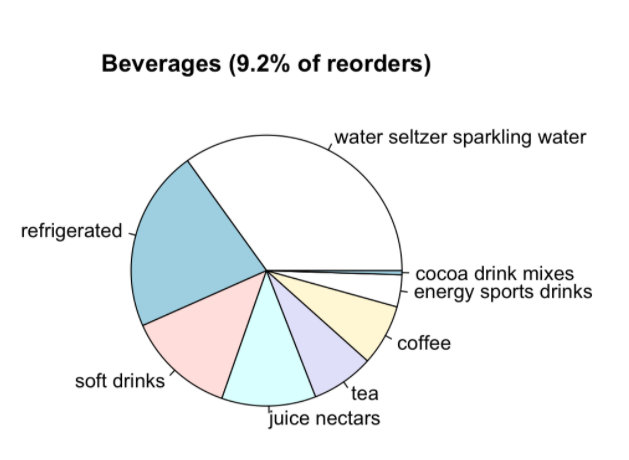 Beverages (9.2% of reorders)
water seltzer sparkling water
refrigerated
cocoa drink mixes
energy sports drinks
coffee
soft drinks
tea
juice nectars